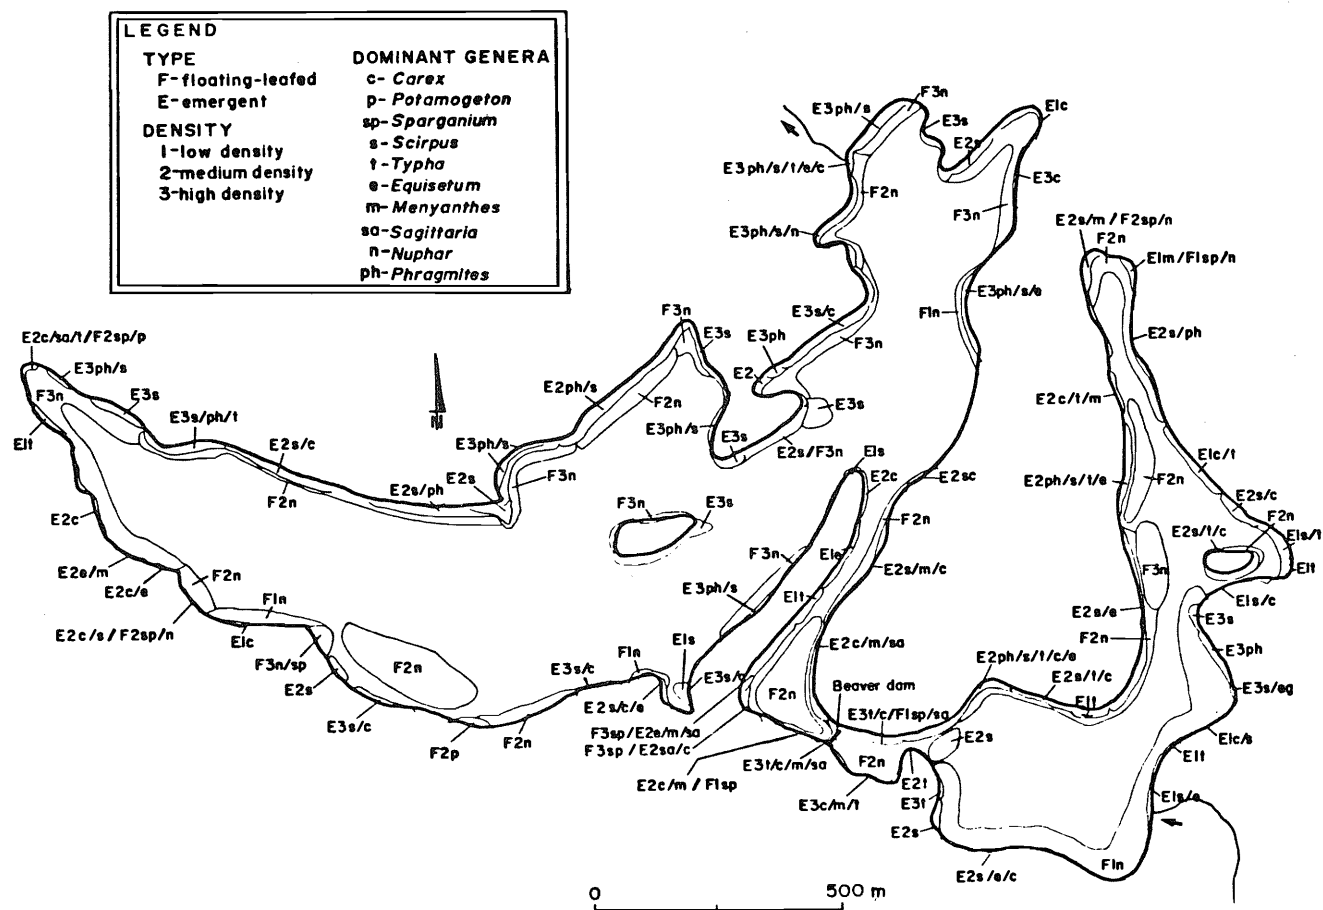 LEGEND
TYPE
F-floating-leafed
E-emergent
DENSITY
1-low density
2-medium density
3-high density
DOMINANT GENERA
c- Carex
p- Potamogeton
sp- Sparganium
s- Scirpus
t- Typha
e- Equisetum
m- Menyanthes
sa- Sagittaria
n- Nuphar
ph- Phragmites
F3n
E3ph/s
E3s
E1c
E2s
E3ph/s/t/e/c
E3c
F2n
F3n
E3ph/s/n
E2s/m/F2sp/n
F2n
E1m/F1sp/n
E3ph/s/e
F1n
E3s/c
F3n
F3n
E3s
E3ph
E2
E2s/ph
E2c/sa/t/F2sp/p
E3ph/s
F3n
E3s
E1t
E3s/ph/t
E2ph/s
F2n
E3s
E2c/t/m
E3ph/s
E3ph/s
E2s/c
E3s
E2s/F3n
F2n
E2s/ph
E2s
F3n
N
E1s
E2c
E2sc
E1c/t
E2ph/s/t/e
F2n
E2s/c
F2n
E2c
F3n
E3s
F2n
E2s/t/c
E1s/t
F3n
E1e
E2e/m
E2c/e
F2n
E2s/m/c
F3n
E1t
E3ph/s
E1t
E1s/c
E2s/e
E3s
F1n
E2c/s/F2sp/n
E1c
E1s
E2c/m/sa
F2n
E3ph
F3n/sp
F2n
F1n
E3s/c
E3s/c
E2ph/s/t/c/e
E2s/t/c
E2s
F2n
Beaver dam
E1t
E3s/eg
E3s/c
E2s/c/e
E3t/c/F1sp/sa
E1c/s
F2p
F2n
F3sp/E2e/m/sa
E2s
F3sp/E2sa/c
E3t/c/m/sa
F2n
E1t
E2c/m/F1sp
E2t
E3c/m/t
E3t
E1s/e
E2s
F1n
E2s/e/c
0
500 m